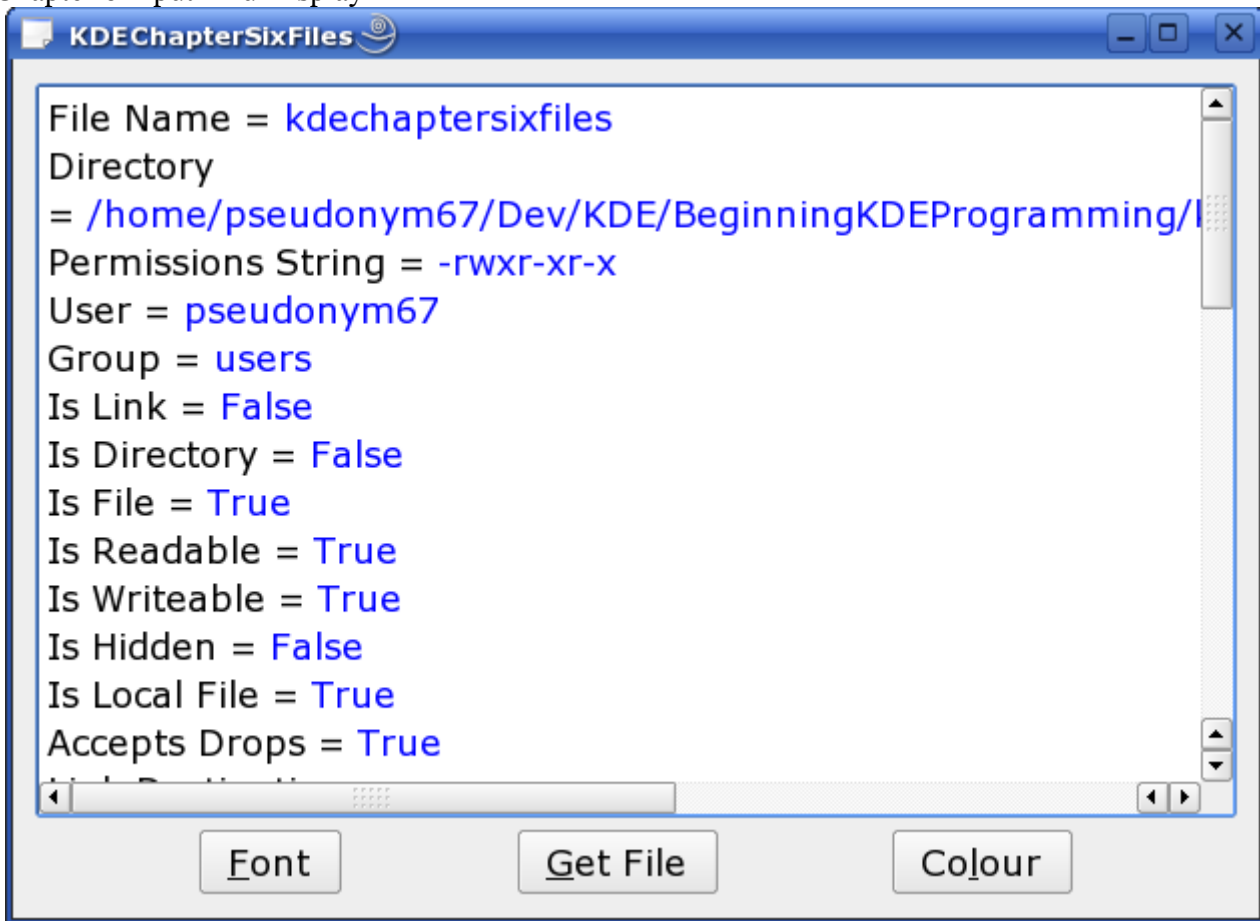 KDEChapterSixFiles
File Name = kdechaptersixfiles
Directory
= /home/pseudonym67/Dev/KDE/BeginningKDEProgramming/
Permissions String = -rwxr-xr-x
User = pseudonym67
Group = users
Is Link = False
Is Directory = False
Is File = True
Is Readable = True
Is Writeable = True
Is Hidden = False
Is Local File = True
Accepts Drops = True
Font
Get File
Colour